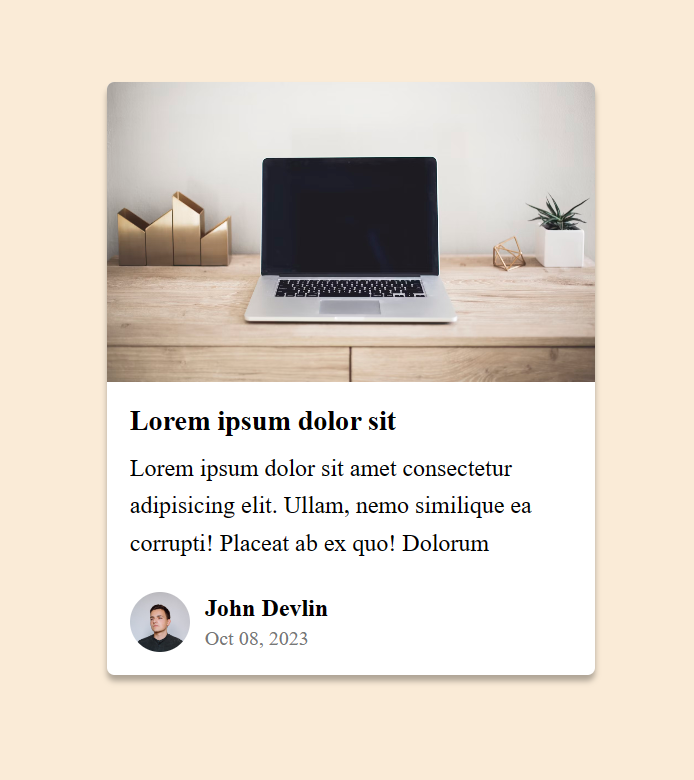 Lorem ipsum dolor sit
Lorem ipsum dolor sit amet consectetur
adipisicing elit. Ullam, nemo similique ea
corrupti! Placeat ab ex quo! Dolorum
John Devlin
Oct 08, 2023